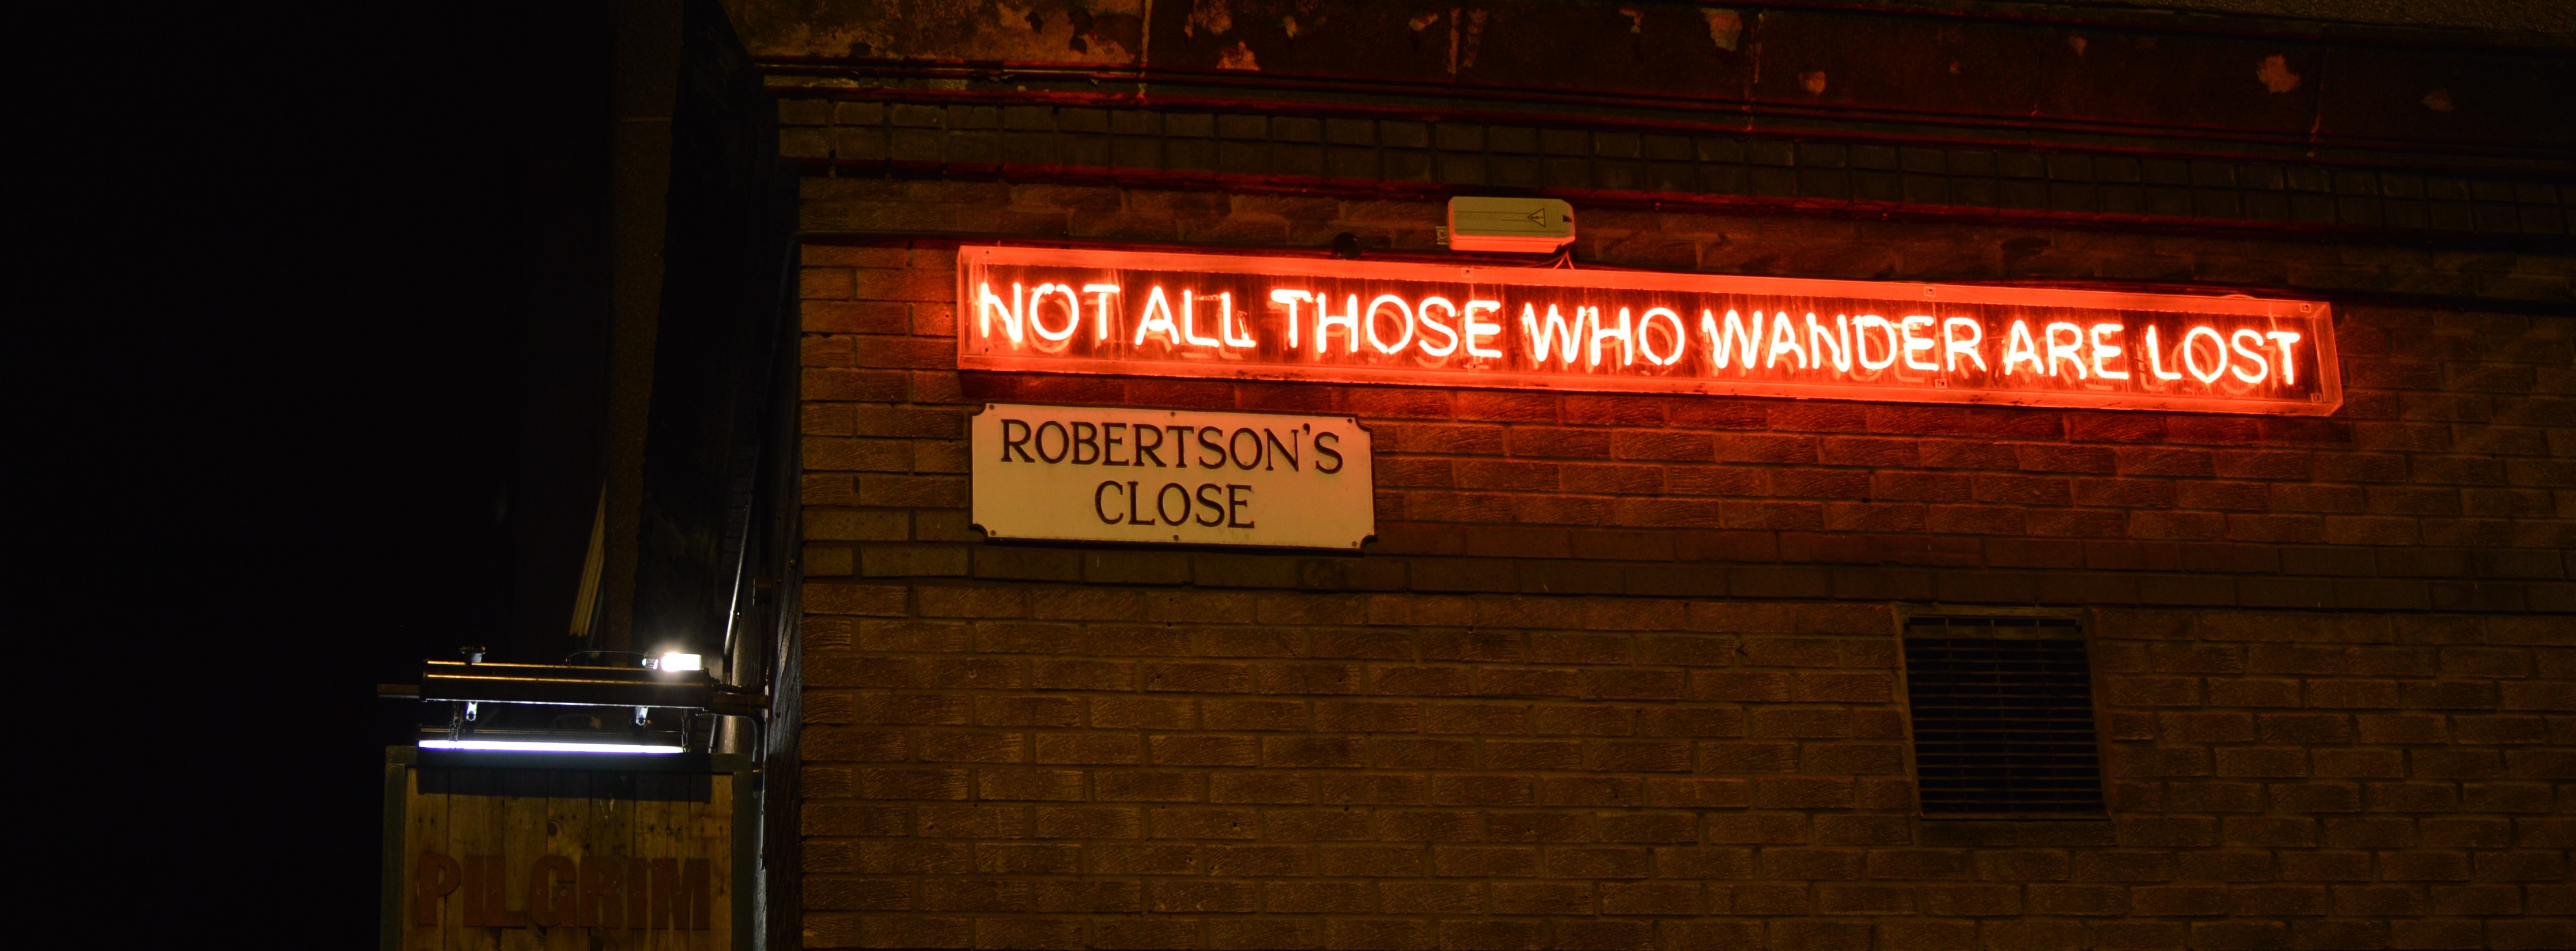 NOT ALL THOSE WHO WANDER ARE LOST
ROBERTSON'S
CLOSE
PILGRIM